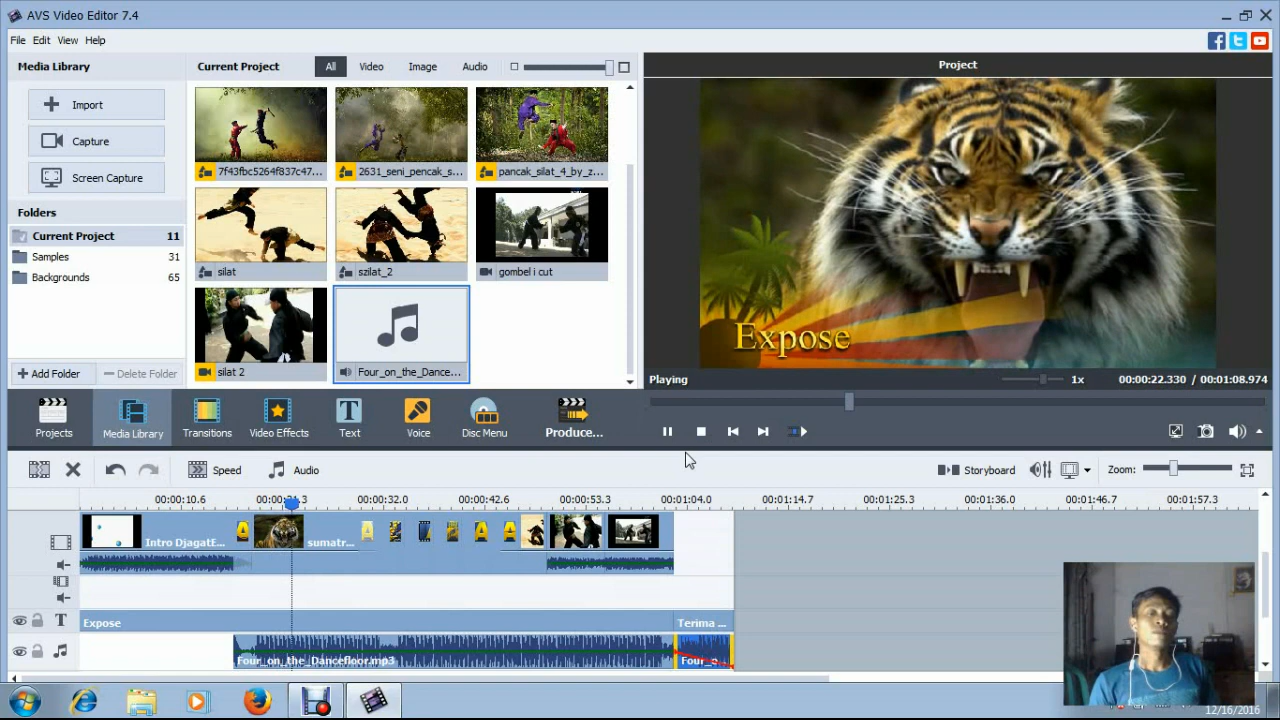 AVS Video Editor 7.4
File Edit View Help
Media Library
Current Project All Video Image Audio
Project
Import
Capture
Screen Capture
7f43fbc5264f837c47...
2631_seni_pencak_s...
pancak_silat_4_by_z...
Folders
Current Project 11
Samples 31
Backgrounds 65
silat
szilat_2
gombel i cut
Expose
Add Folder
Delete Folder
silat 2
Four_on_the_Dance...
Playing
1x
00:00:22.330 / 00:01:08.974
Projects
Media Library
Transitions
Video Effects
Text
Voice
Disc Menu
Produce...
Speed
Audio
Storyboard
Zoom:
00:00:10.6
00:00:32.0
00:00:42.6
00:00:53.3
00:01:04.0
00:01:14.7
00:01:25.3
00:01:36.0
00:01:46.7
00:01:57.3
Intro DjagatE...
sumatr...
T
Expose
Terima ...
Four_on_the_Dancefloor.mp3
12/16/2016